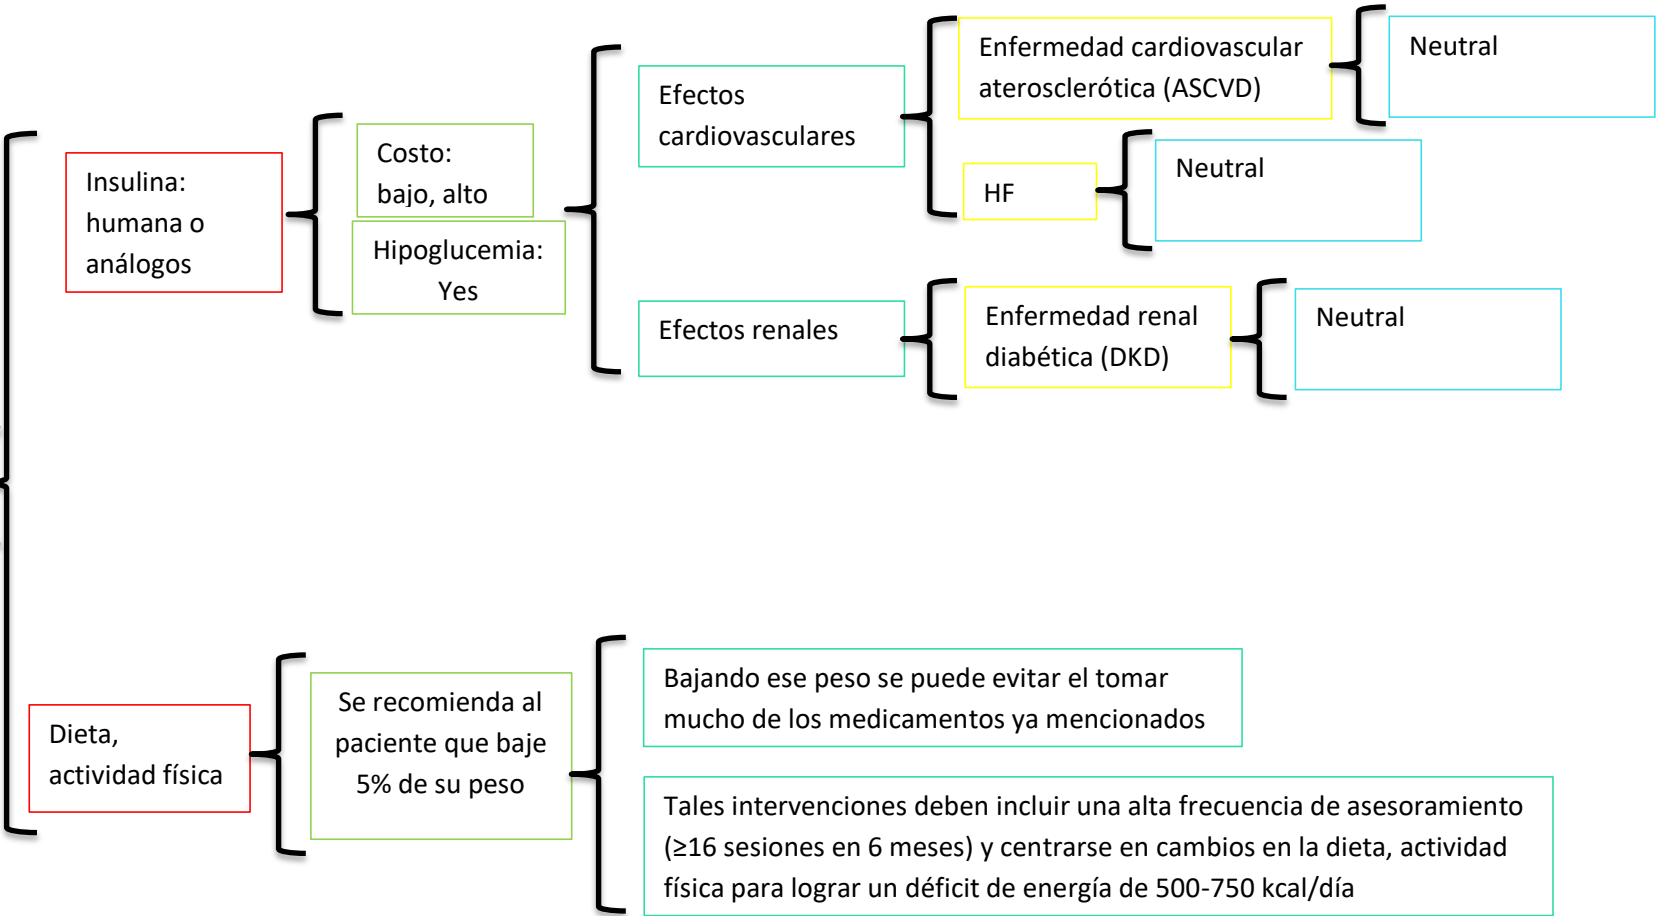 Insulina:
humana o
análogos
Costo:
bajo, alto
Hipoglucemia:
Yes
Efectos
cardiovasculares
Enfermedad cardiovascular
aterosclerótica (ASCVD)
Neutral
HF
Neutral
Efectos renales
Enfermedad renal
diabética (DKD)
Neutral
Dieta,
actividad física
Se recomienda al
paciente que baje
5% de su peso
Bajando ese peso se puede evitar el tomar
mucho de los medicamentos ya mencionados
Tales intervenciones deben incluir una alta frecuencia de asesoramiento
(≥16 sesiones en 6 meses) y centrarse en cambios en la dieta, actividad
física para lograr un déficit de energía de 500-750 kcal/día